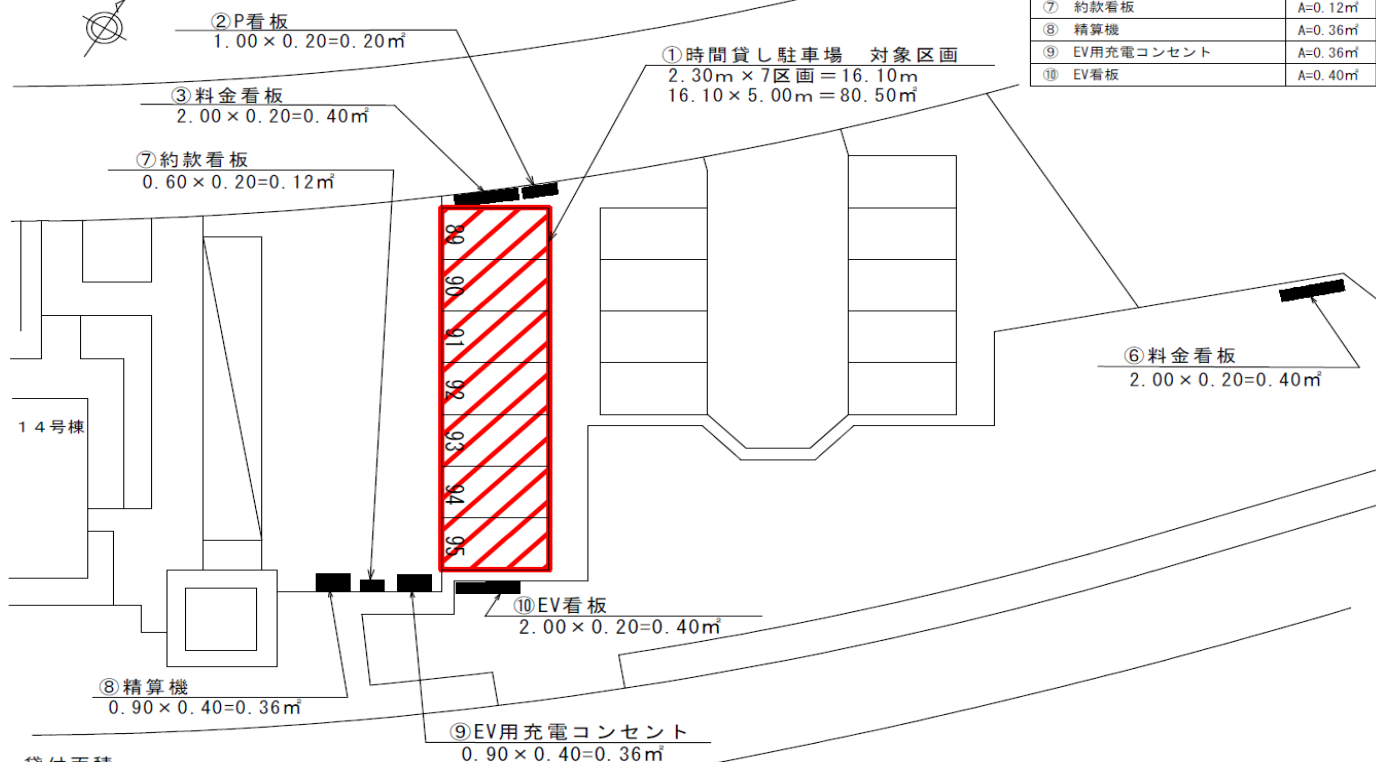 ⑦ 約款看板 A=0.12㎡
⑧ 精算機 A=0.36㎡
⑨ EV用充電コンセント A=0.36㎡
⑩ EV看板 A=0.40㎡
②P看板
1.00×0.20=0.20㎡
①時間貸し駐車場 対象区画
2.30m×7区画=16.10m
16.10×5.00m=80.50㎡
③料金看板
2.00×0.20=0.40㎡
⑦約款看板
0.60×0.20=0.12㎡
89
90
91
92
93
94
95
⑥料金看板
2.00×0.20=0.40㎡
14号棟
⑩EV看板
2.00×0.20=0.40㎡
⑧精算機
0.90×0.40=0.36㎡
⑨EV用充電コンセント
0.90×0.40=0.36㎡